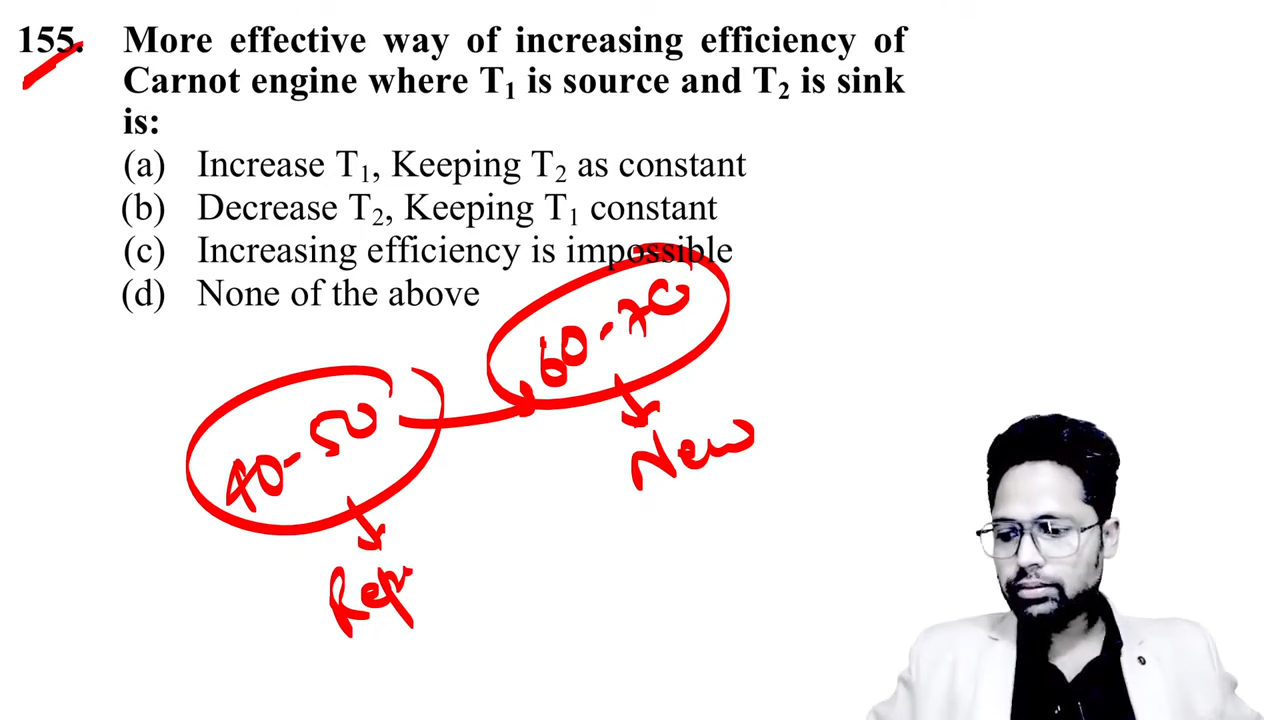 155. More effective way of increasing efficiency of
Carnot engine where T₁ is source and T₂ is sink
is:
(a) Increase T₁, Keeping T₂ as constant
(b) Decrease T₂, Keeping T₁ constant
(c) Increasing efficiency is impossible
(d) None of the above
60-70
40-50
New
Rep.